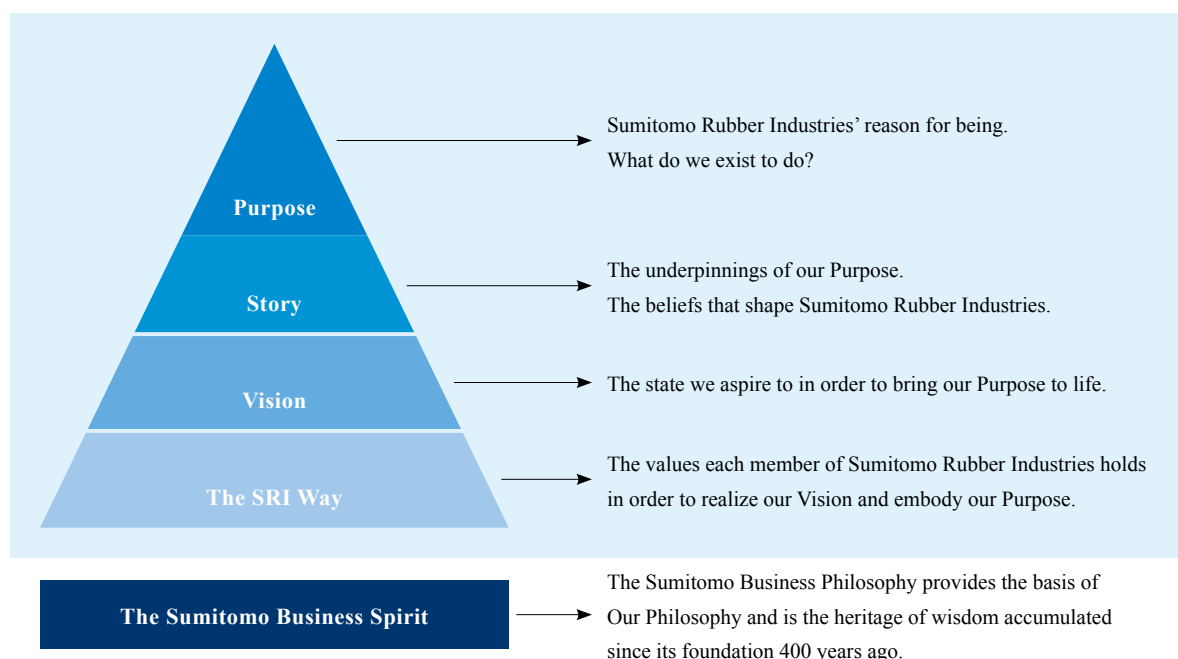 Purpose
Sumitomo Rubber Industries’ reason for being.
What do we exist to do?
Story
The underpinnings of our Purpose.
The beliefs that shape Sumitomo Rubber Industries.
Vision
The state we aspire to in order to bring our Purpose to life.
The SRI Way
The values each member of Sumitomo Rubber Industries holds
in order to realize our Vision and embody our Purpose.
The Sumitomo Business Spirit
The Sumitomo Business Philosophy provides the basis of
Our Philosophy and is the heritage of wisdom accumulated
since its foundation 400 years ago.